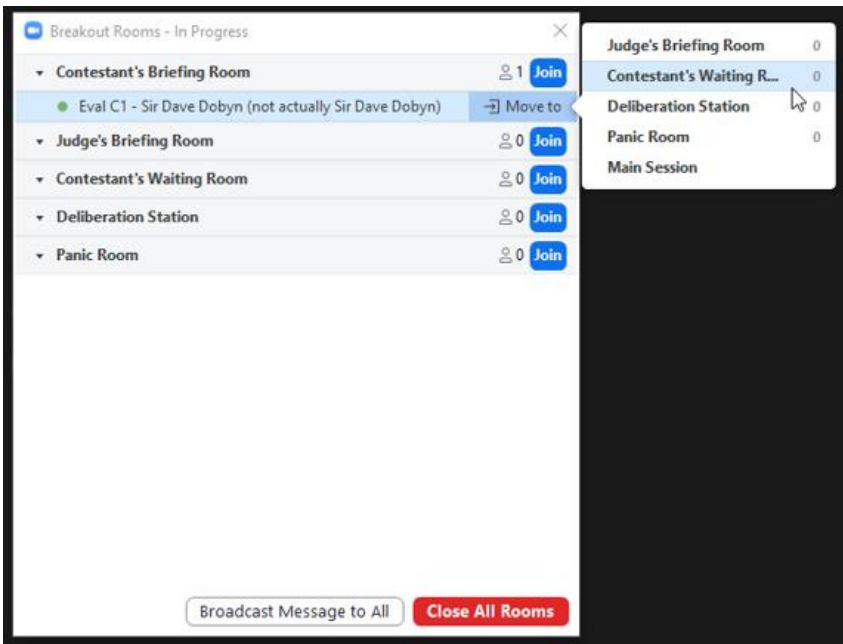 Breakout Rooms - In Progress
Contestant's Briefing Room 1 Join
Eval C1 - Sir Dave Dobyn (not actually Sir Dave Dobyn) Move to
Judge's Briefing Room 0 Join
Contestant's Waiting Room 0 Join
Deliberation Station 0 Join
Panic Room 0 Join
Broadcast Message to All Close All Rooms
Judge's Briefing Room 0
Contestant's Waiting R... 0
Deliberation Station 0
Panic Room 0
Main Session